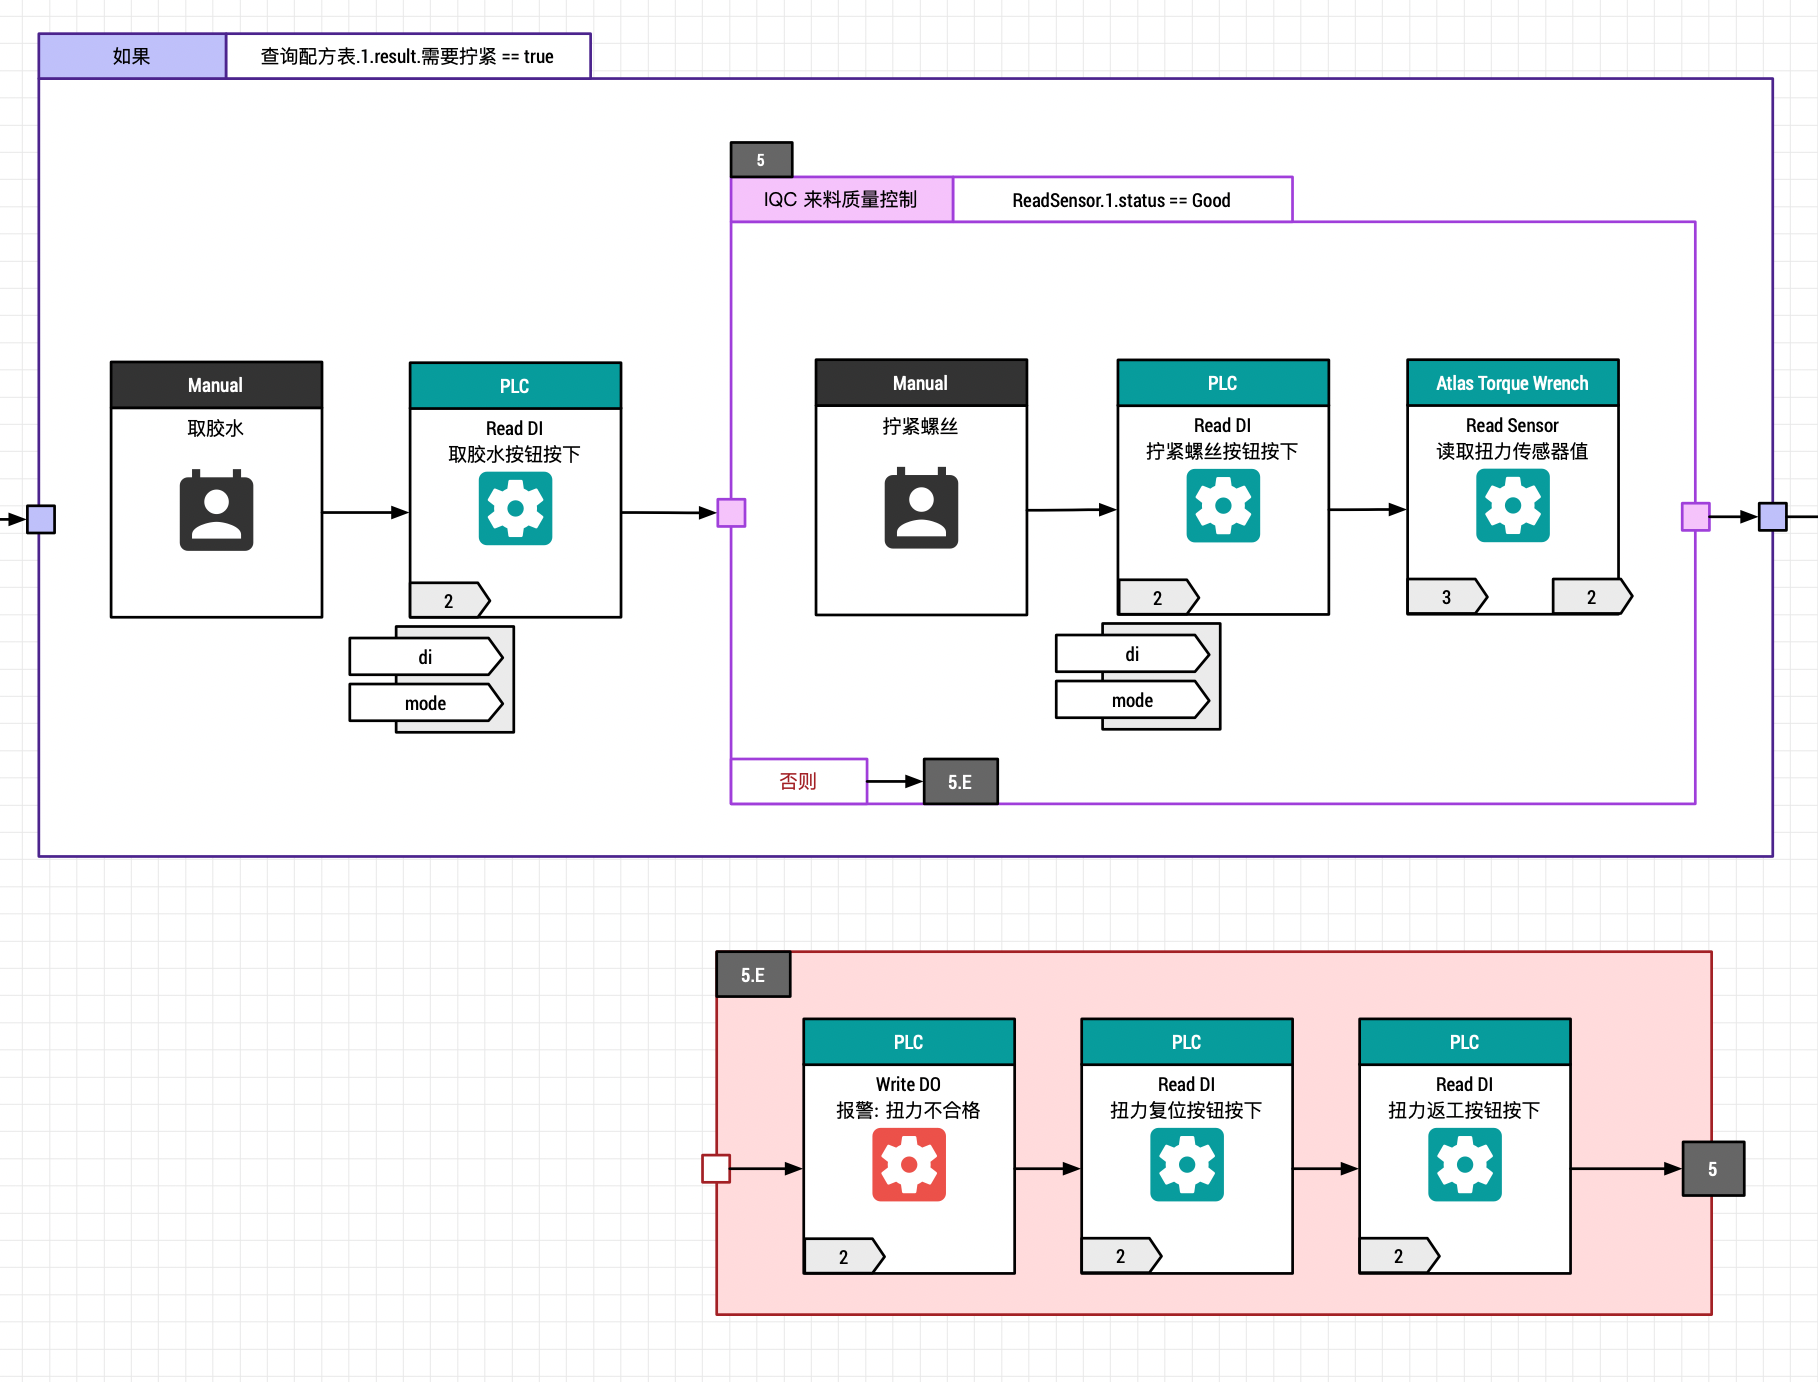 如果
查询配方表.1.result.需要拧紧 == true
5
IQC 来料质量控制
ReadSensor.1.status == Good
Manual
取胶水
PLC
Read DI
取胶水按钮按下
2
di
mode
Manual
拧紧螺丝
PLC
Read DI
拧紧螺丝按钮按下
2
di
mode
Atlas Torque Wrench
Read Sensor
读取扭力传感器值
3
2
否则
5.E
5.E
PLC
Write DO
报警: 扭力不合格
2
PLC
Read DI
扭力复位按钮按下
2
PLC
Read DI
扭力返工按钮按下
2
5